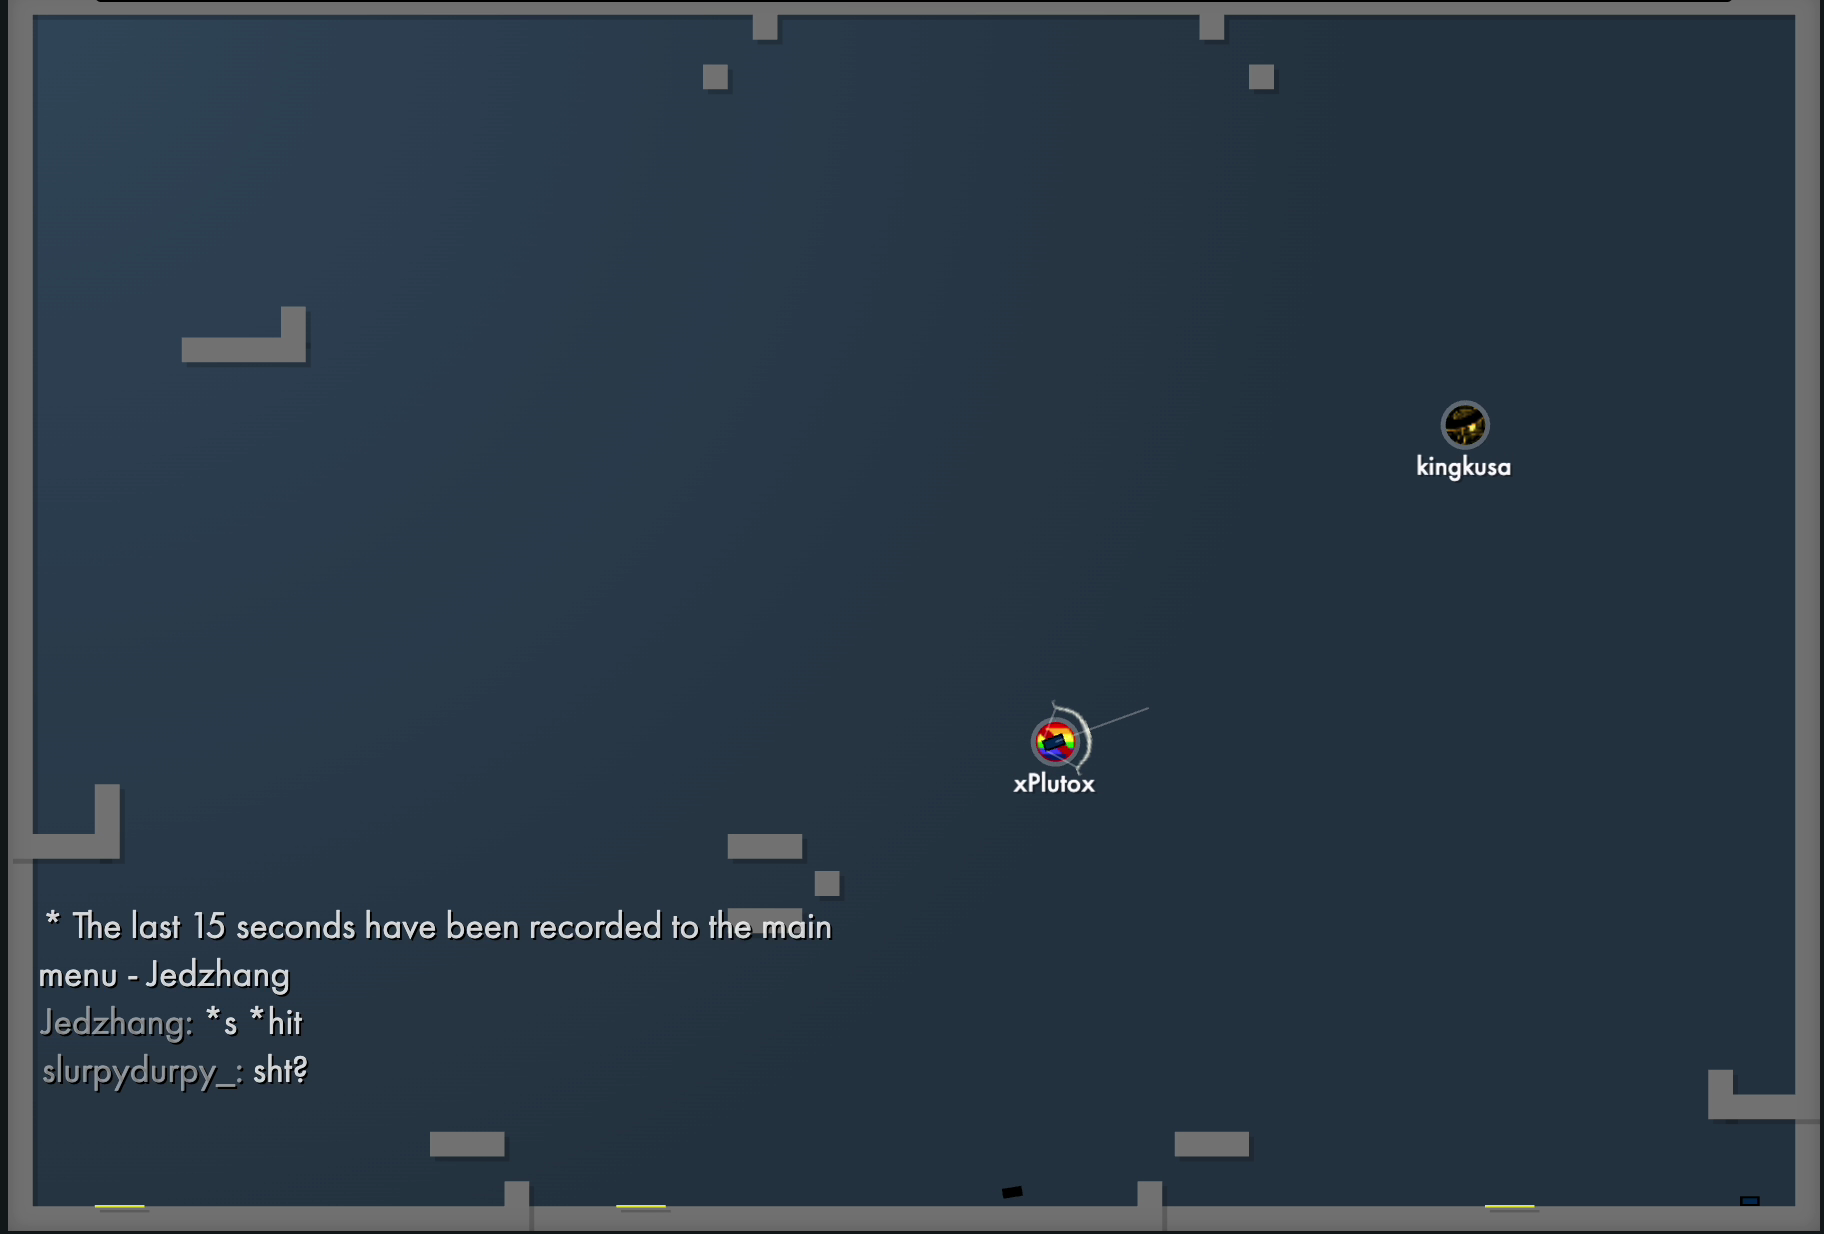 kingkusa
xPlutox
* The last 15 seconds have been recorded to the main
menu - Jedzhang
Jedzhang: *s *hit
slurpydurpy_: sht?